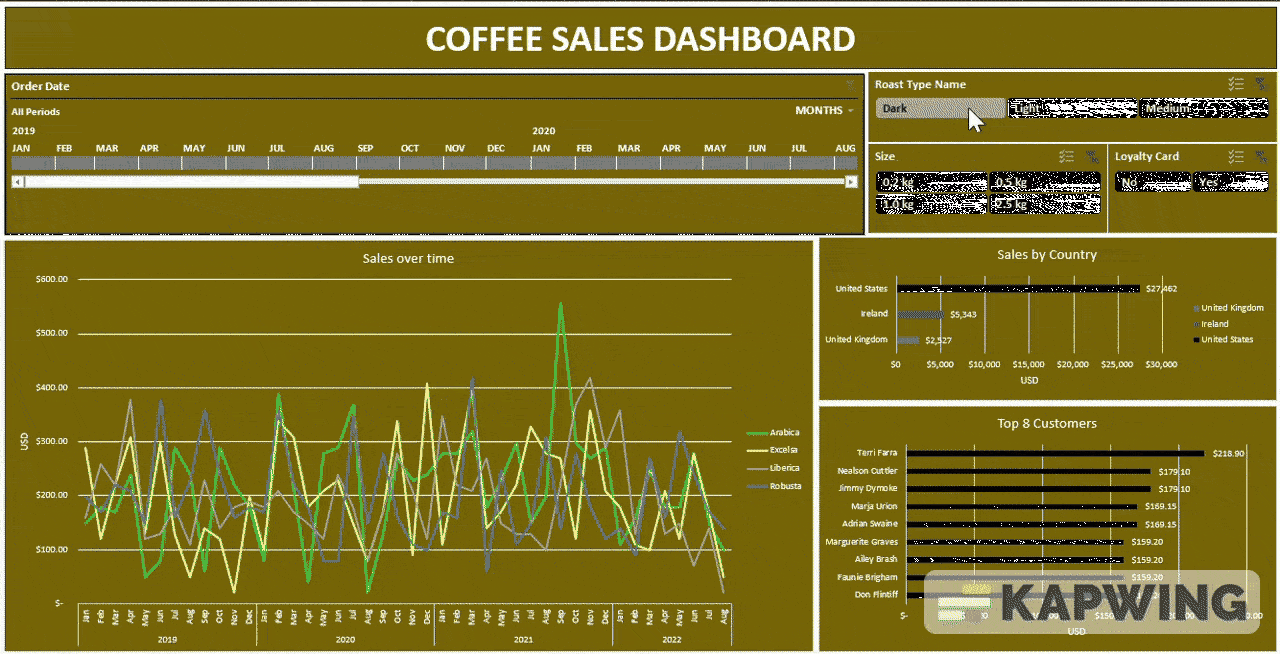 COFFEE SALES DASHBOARD
Order Date
All Periods
MONTHS
2019 2020
JAN FEB MAR APR MAY JUN JUL AUG SEP OCT NOV DEC JAN FEB MAR APR MAY JUN JUL AUG
Roast Type Name
Dark Light Medium
Size
0.2 kg 0.5 kg
1.0 kg 2.5 kg
Loyalty Card
No Yes
Sales over time
$600.00
$500.00
$400.00
$300.00
$200.00
$100.00
$-
USD
Arabica
Excelsa
Liberica
Robusta
Jan Feb Mar Apr May Jun Jul Aug Sep Oct Nov Dec Jan Feb Mar Apr May Jun Jul Aug Sep Oct Nov Dec Jan Feb Mar Apr May Jun Jul Aug Sep Oct Nov Dec Jan Feb Mar Apr May Jun Jul Aug
2019 2020 2021 2022
Sales by Country
United States $27,462
Ireland $5,343
United Kingdom $2,527
$0 $5,000 $10,000 $15,000 $20,000 $25,000 $30,000
USD
United Kingdom
Ireland
United States
Top 8 Customers
Terri Farra $218.90
Nealson Cuttler $179.10
Jimmy Dymoke $179.10
Marja Urion $169.15
Adrian Swaine $169.15
Marguerite Graves $159.20
Ailey Brash $159.20
Faunie Brigham $159.20
Don Flintiff
$-
USD
KAPWING